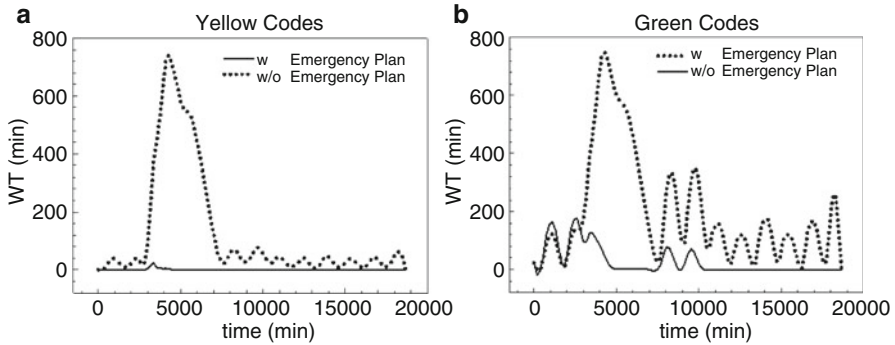 a
Yellow Codes
800
600
400
200
0
WT (min)
w Emergency Plan
w/o Emergency Plan
0 5000 10000 15000 20000
time (min)
b
Green Codes
800
600
400
200
0
WT (min)
w Emergency Plan
w/o Emergency Plan
0 5000 10000 15000 20000
time (min)